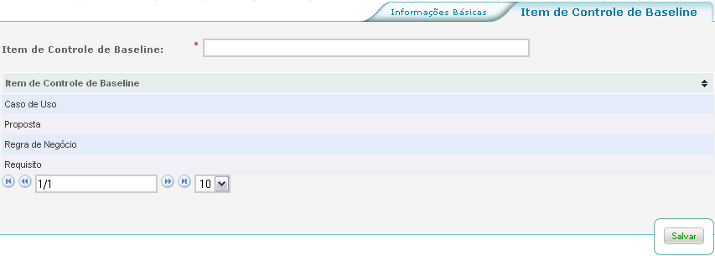 Informações Básicas
Item de Controle de Baseline
Item de Controle de Baseline: *
Item de Controle de Baseline
Caso de Uso
Proposta
Regra de Negócio
Requisito
1/1 10
Salvar